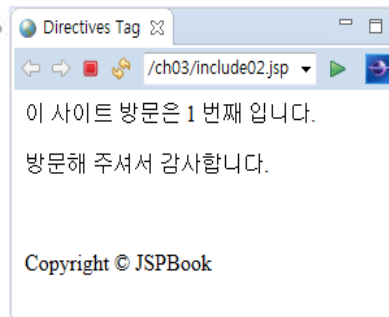 Directives Tag
/ch03/include02.jsp
이 사이트 방문은 1 번째 입니다.
방문해 주셔서 감사합니다.
Copyright © JSPBook